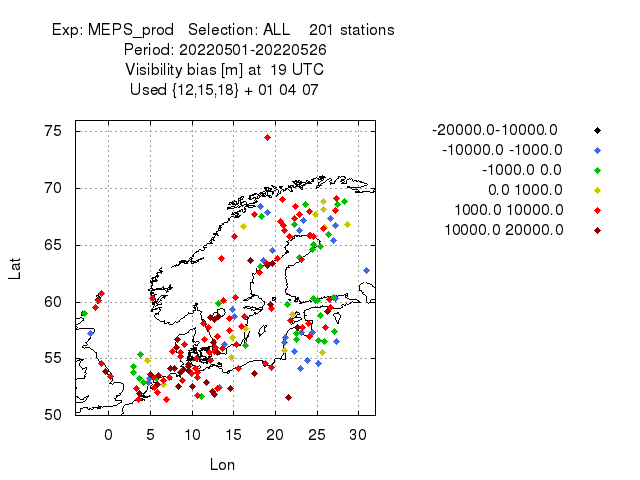 Exp: MEPS_prod   Selection: ALL    201 stations
Period: 20220501-20220526
Visibility bias [m] at  19 UTC
Used {12,15,18} + 01 04 07
-20000.0-10000.0
-10000.0 -1000.0
-1000.0 0.0
0.0 1000.0
1000.0 10000.0
10000.0 20000.0
75
70
65
60
55
50
Lat
0 5 10 15 20 25 30
Lon